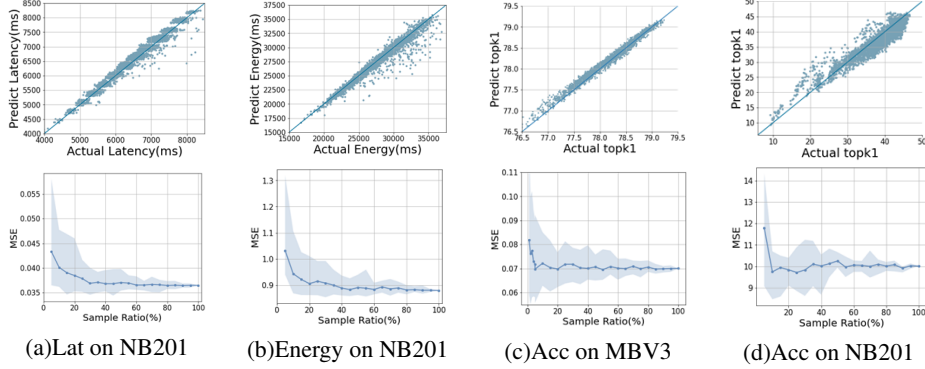 Predict Latency(ms)
8500
8000
7500
7000
6500
6000
5500
5000
4500
4000
4000 5000 6000 7000 8000
Actual Latency(ms)
Predict Energy(ms)
37500
35000
32500
30000
27500
25000
22500
20000
17500
15000
15000 20000 25000 30000 35000
Actual Energy(ms)
Predict topk1
79.5
79.0
78.5
78.0
77.5
77.0
76.5
76.5 77.0 77.5 78.0 78.5 79.0 79.5
Actual topk1
Predict topk1
50
45
40
35
30
25
20
15
10
10 20 30 40 50
Actual topk1
MSE
0.055
0.050
0.045
0.040
0.035
0 20 40 60 80 100
Sample Ratio(%)
MSE
1.3
1.2
1.1
1.0
0.9
0 20 40 60 80 100
Sample Ratio(%)
MSE
0.11
0.10
0.09
0.08
0.07
0.06
0 20 40 60 80 100
Sample Ratio(%)
MSE
14
13
12
11
10
9
0 20 40 60 80 100
Sample Ratio(%)
(a)Lat on NB201
(b)Energy on NB201
(c)Acc on MBV3
(d)Acc on NB201